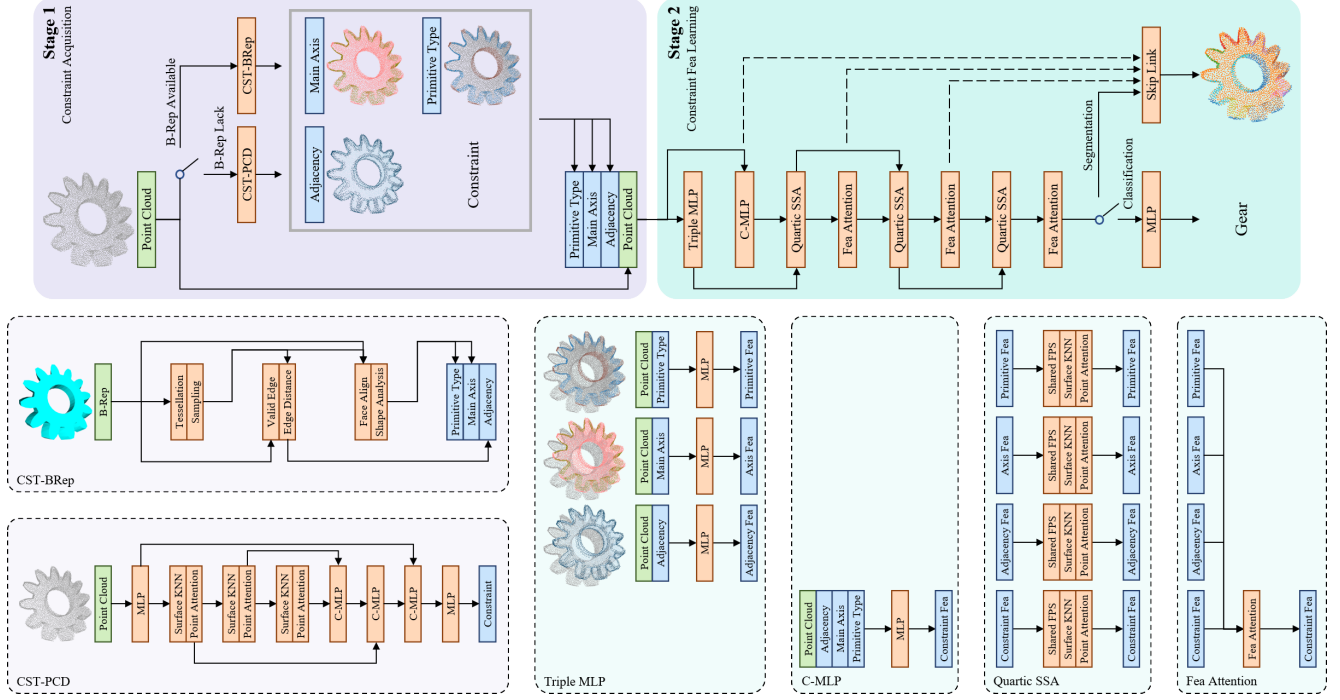 Stage 1
Constraint Acquisition
Point Cloud
B-Rep Available
B-Rep Lack
CST-BRep
CST-PCD
Main Axis
Primitive Type
Adjacency
Constraint
Primitive Type
Main Axis
Adjacency
Point Cloud
Stage 2
Constraint Fea Learning
Triple MLP
C-MLP
Quartic SSA
Fea Attention
Quartic SSA
Fea Attention
Quartic SSA
Fea Attention
Segmentation
Classification
Skip Link
MLP
Gear
B-Rep
Tessellation
Sampling
Valid Edge
Edge Distance
Face Align
Shape Analysis
Primitive Type
Main Axis
Adjacency
CST-BRep
Point Cloud
MLP
Surface KNN
Point Attention
Surface KNN
Point Attention
Surface KNN
Point Attention
C-MLP
C-MLP
C-MLP
MLP
Constraint
CST-PCD
Point Cloud
Primitive Type
MLP
Primitive Fea
Point Cloud
Main Axis
MLP
Axis Fea
Point Cloud
Adjacency
MLP
Adjacency Fea
Triple MLP
Point Cloud
Adjacency
Main Axis
Primitive Type
MLP
Constraint Fea
C-MLP
Primitive Fea
Shared FPS
Surface KNN
Point Attention
Primitive Fea
Axis Fea
Shared FPS
Surface KNN
Point Attention
Axis Fea
Adjacency Fea
Shared FPS
Surface KNN
Point Attention
Adjacency Fea
Constraint Fea
Shared FPS
Surface KNN
Point Attention
Constraint Fea
Quartic SSA
Primitive Fea
Axis Fea
Adjacency Fea
Constraint Fea
Fea Attention
Constraint Fea
Fea Attention